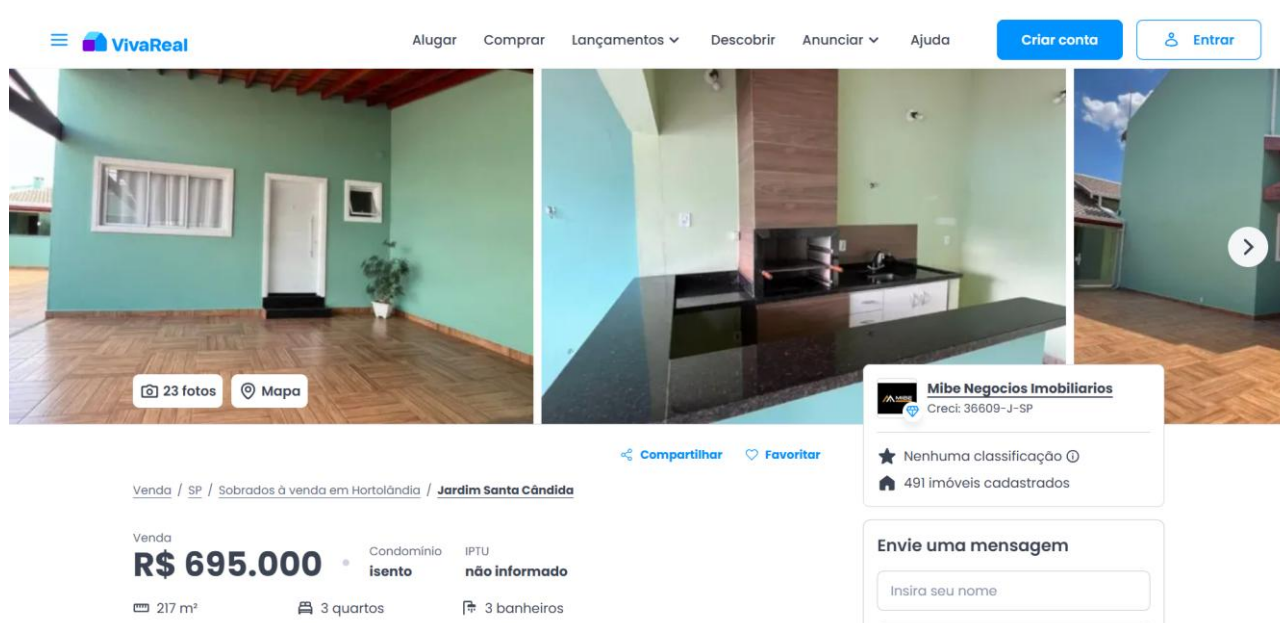 VivaReal
Alugar Comprar Lançamentos Descobrir Anunciar Ajuda Criar conta Entrar
23 fotos Mapa
MIBE
Mibe Negocios Imobiliarios
Creci: 36609-J-SP
Compartilhar Favoritar
Nenhuma classificação
491 imóveis cadastrados
Venda / SP / Sobrados à venda em Hortolândia / Jardim Santa Cândida
Venda
R$ 695.000
Condomínio
isento
IPTU
não informado
217 m² 3 quartos 3 banheiros
Envie uma mensagem
Insira seu nome